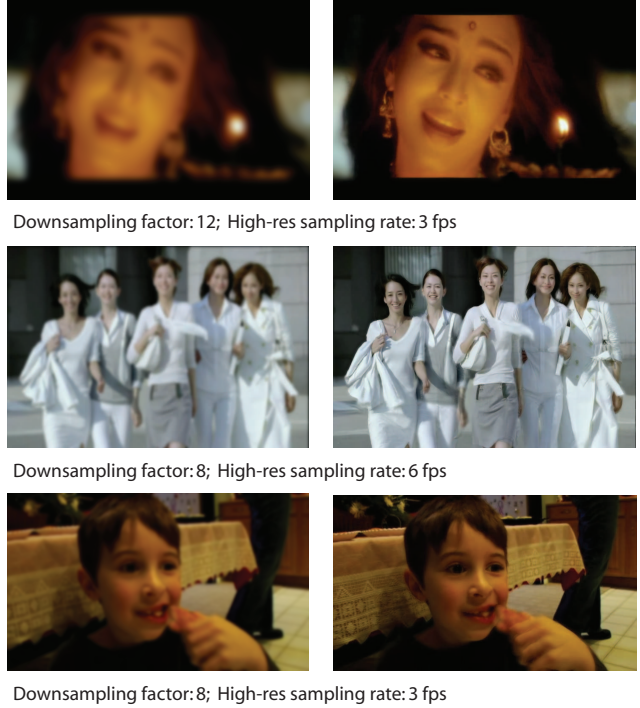 Downsampling factor: 12; High-res sampling rate: 3 fps
Downsampling factor: 8; High-res sampling rate: 6 fps
Downsampling factor: 8; High-res sampling rate: 3 fps